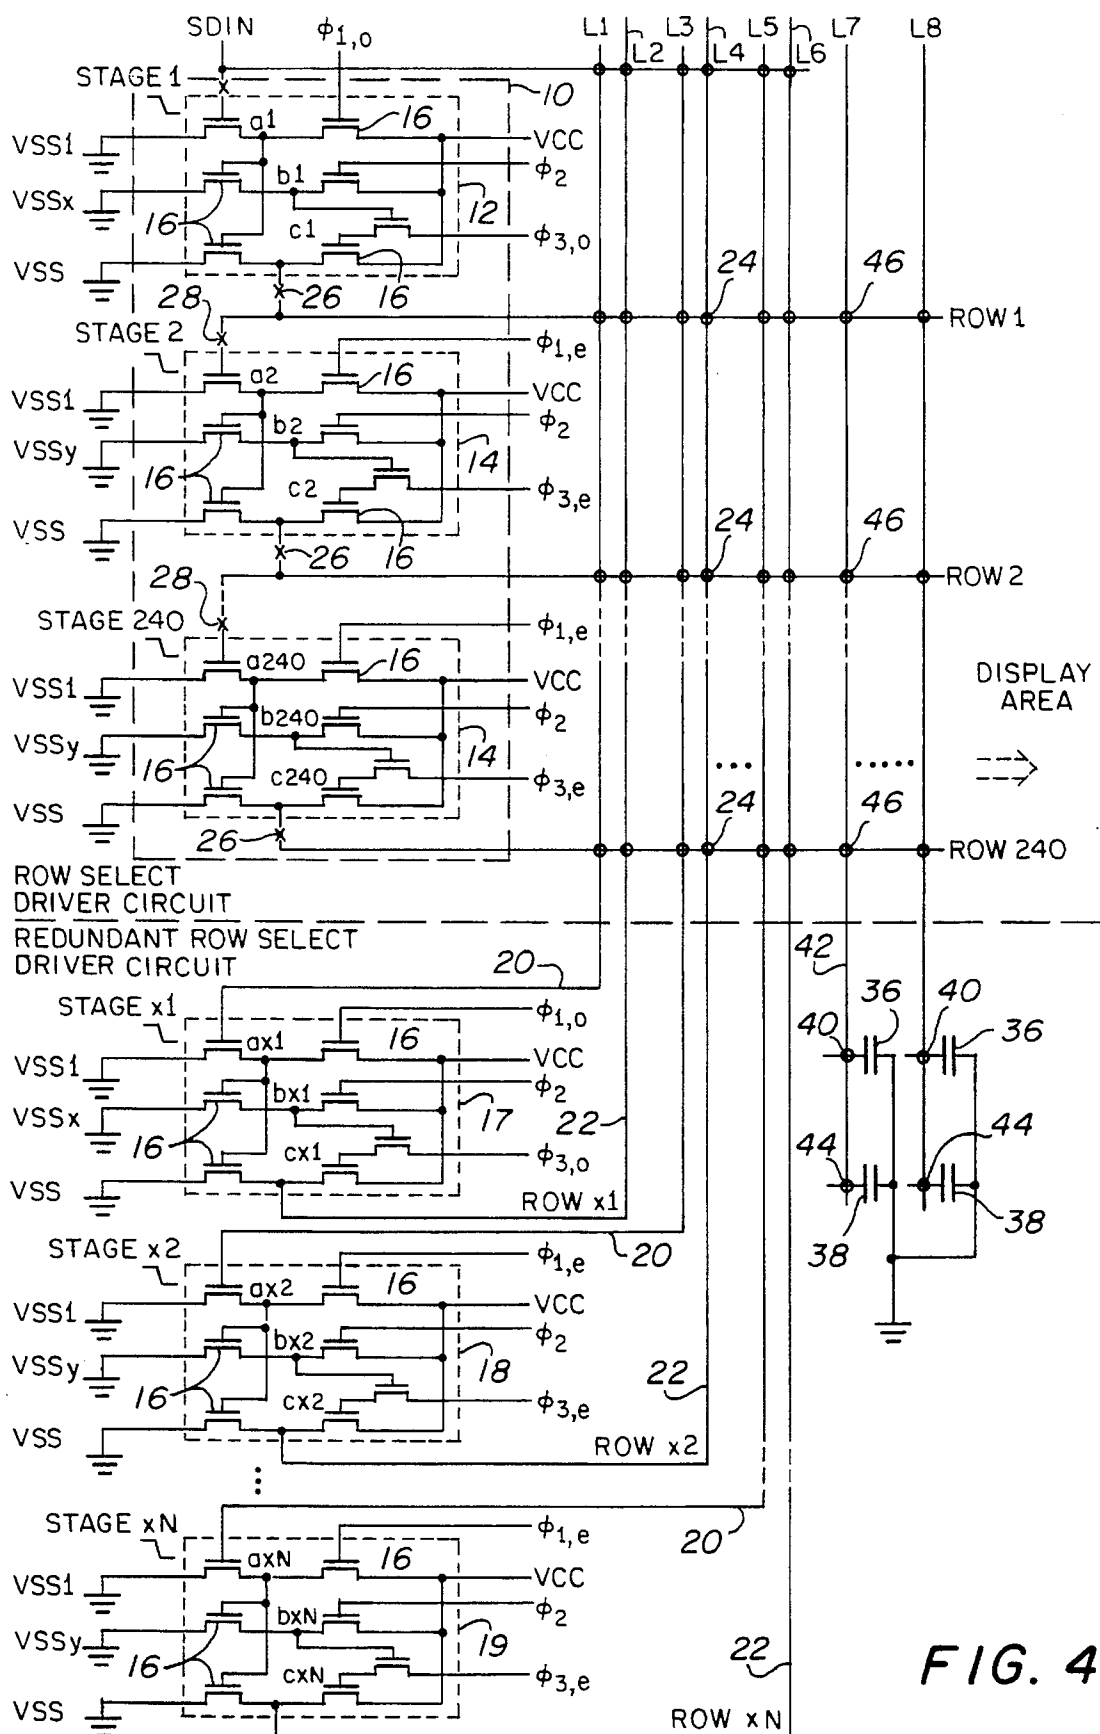 SDIN
ϕ1,o
L1
L2
L3
L4
L5
L6
L7
L8
STAGE 1
10
a1
16
VSS1
VCC
ϕ2
b1
VSSx
12
16
c1
ϕ3,o
VSS
26
16
24
46
28
ROW 1
STAGE 2
ϕ1,e
a2
16
VSS1
VCC
ϕ2
b2
VSSy
14
16
c2
ϕ3,e
VSS
26
16
24
46
28
ROW 2
STAGE 240
ϕ1,e
a240
16
VSS1
VCC
DISPLAY
AREA
b240
ϕ2
VSSy
14
16
c240
ϕ3,e
VSS
24
46
26
ROW 240
ROW SELECT
DRIVER CIRCUIT
REDUNDANT ROW SELECT
DRIVER CIRCUIT
42
20
36
40
STAGE x1
ϕ1,o
40
36
ax1
16
VSS1
VCC
bx1
ϕ2
VSSx
17
22
16
cx1
ϕ3,o
44
44
VSS
ROW x1
38
38
STAGE x2
20
ϕ1,e
ax2
16
VSS1
VCC
bx2
ϕ2
VSSy
18
22
16
cx2
ϕ3,e
VSS
ROW x2
STAGE xN
ϕ1,e
20
axN
16
VSS1
VCC
bxN
ϕ2
VSSy
19
22
16
cxN
ϕ3,e
VSS
ROW xN
FIG. 4